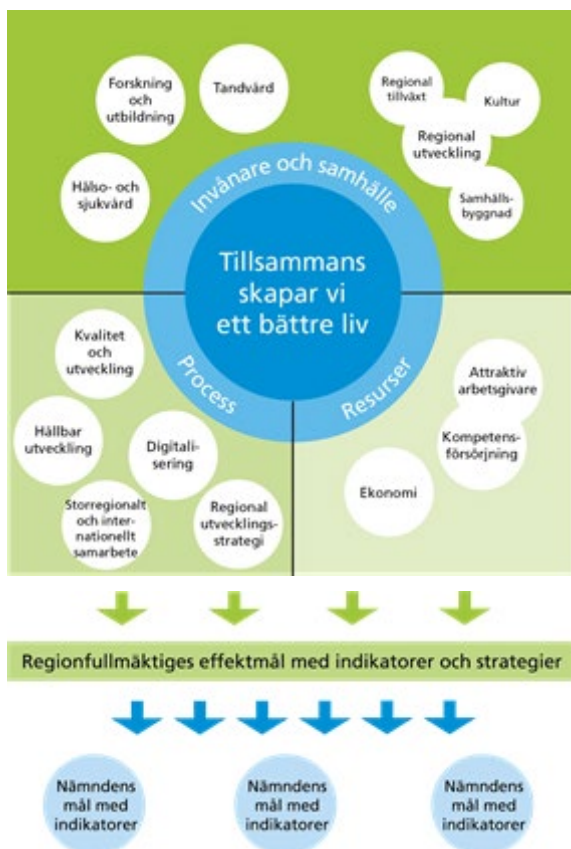 Forskning
och
utbildning
Tandvård
Hälso- och
sjukvård
Regional
tillväxt
Kultur
Regional
utveckling
Samhälls-
byggnad
Invånare och samhälle
Tillsammans
skapar vi
ett bättre liv
Process
Resurser
Kvalitet
och
utveckling
Hållbar
utveckling
Digitali-
sering
Storregionalt
och inter-
nationellt
samarbete
Regional
utvecklings-
strategi
Attraktiv
arbetsgivare
Kompetens-
försörjning
Ekonomi
Regionfullmäktiges effektmål med indikatorer och strategier
Nämndens
mål med
indikatorer
Nämndens
mål med
indikatorer
Nämndens
mål med
indikatorer